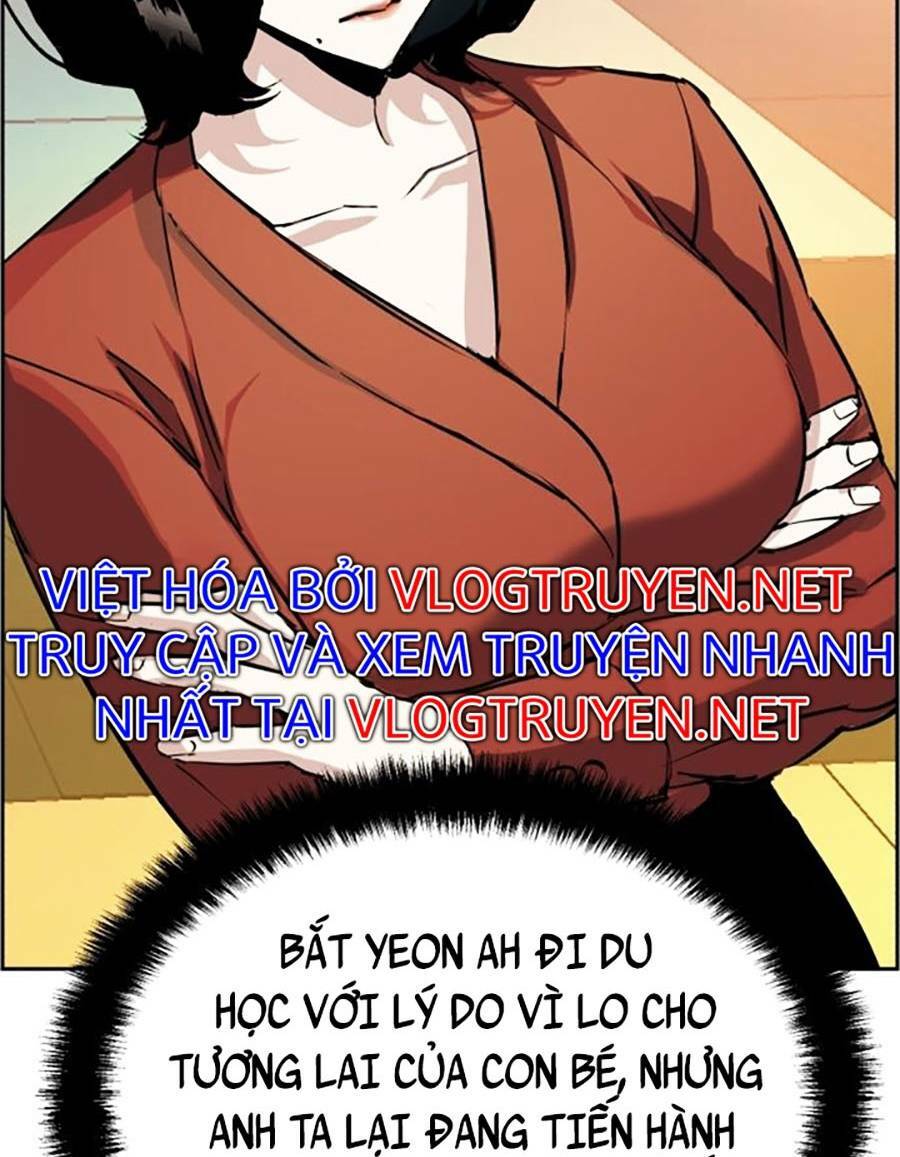 VIỆT HÓA BỞI VLOGTRUYEN.NET
TRUY CẬP VÀ XEM TRUYỆN NHANH
NHẤT TẠI VLOGTRUYEN.NET
BẮT YEON AH ĐI DU
HỌC VỚI LÝ DO VÌ LO CHO
TƯƠNG LAI CỦA CON BÉ, NHƯNG
ANH TA LẠI ĐANG TIẾN HÀNH